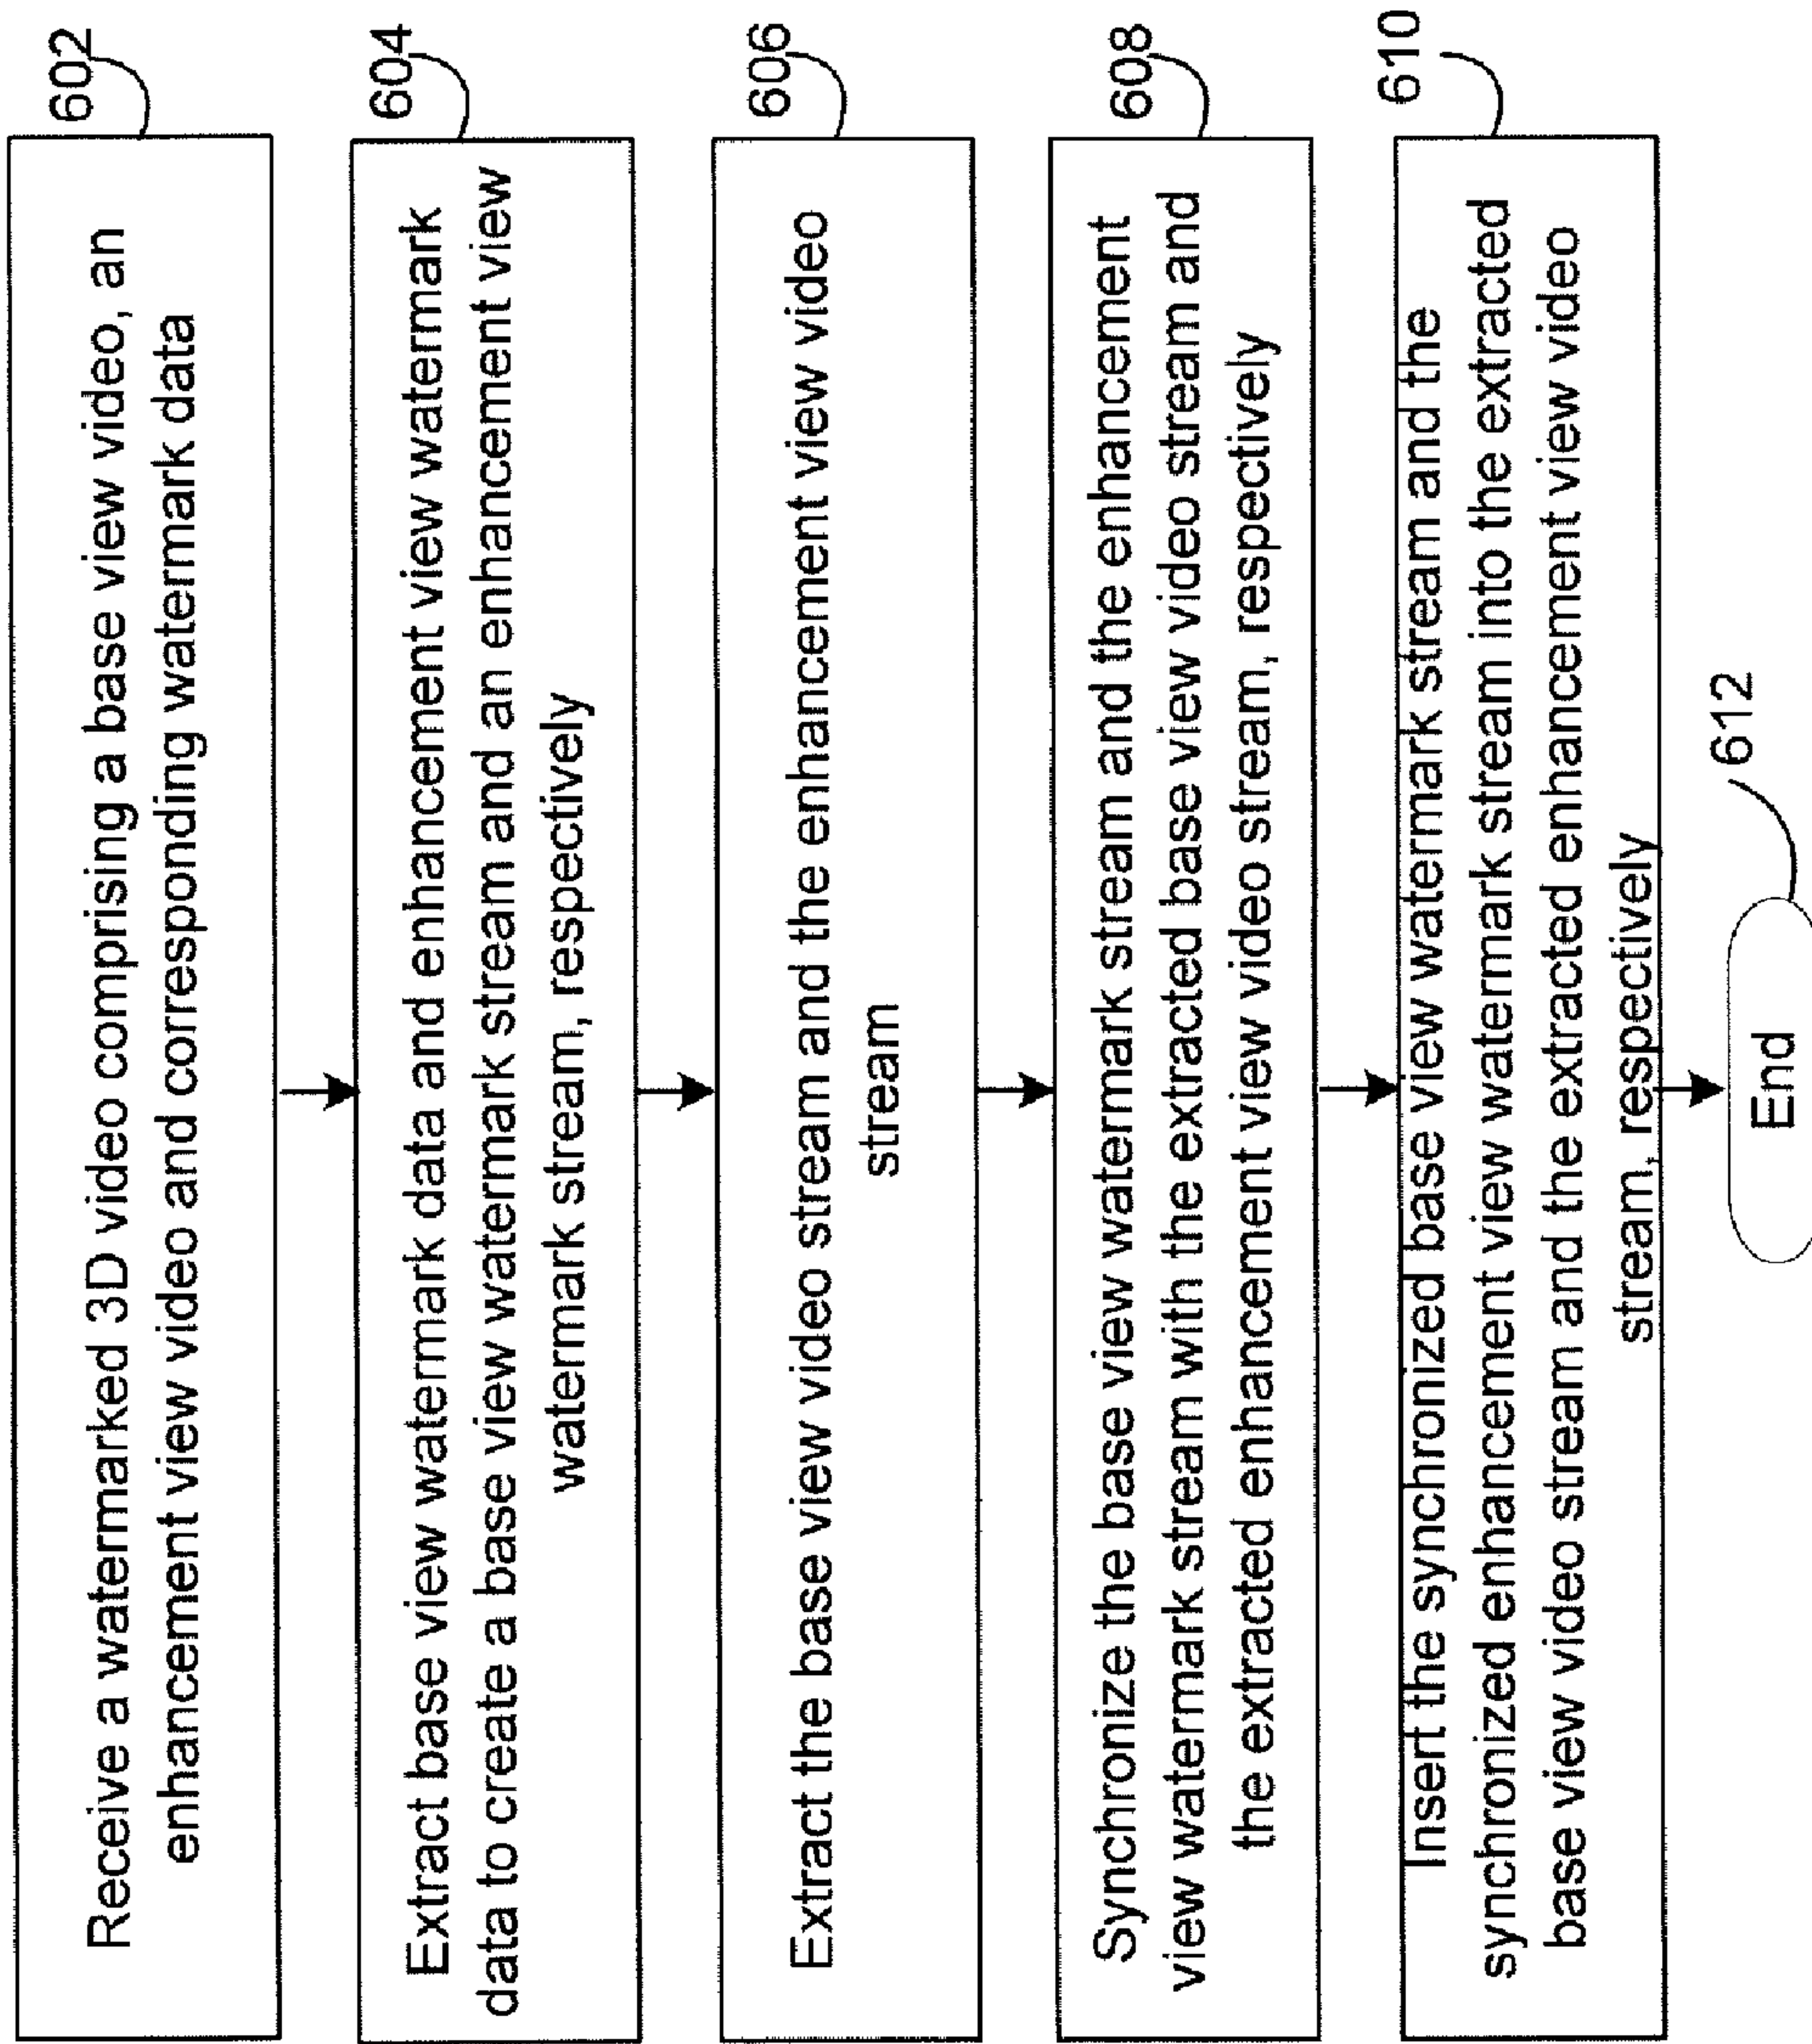 602
Receive a watermarked 3D video comprising a base view video, an
enhancement view video and corresponding watermark data
604
Extract base view watermark data and enhancement view watermark
data to create a base view watermark stream and an enhancement view
watermark stream, respectively
606
Extract the base view video stream and the enhancement view video
stream
608
Synchronize the base view watermark stream and the enhancement
view watermark stream with the extracted base view video stream and
the extracted enhancement view video stream, respectively
610
Insert the synchronized base view watermark stream and the
synchronized enhancement view watermark stream into the extracted
base view video stream and the extracted enhancement view video
stream, respectively
612
End